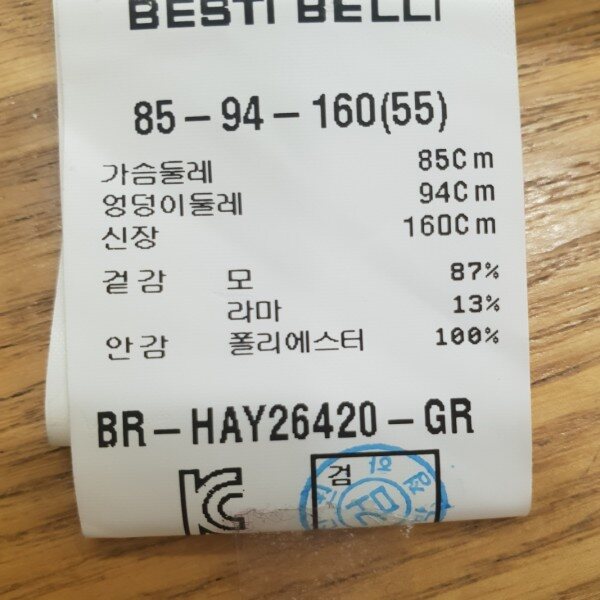 BESTI BELLI
85-94-160(55)
가슴둘레 85Cm
엉덩이둘레 94Cm
신장 160Cm
겉감 모 87%
라마 13%
안감 폴리에스터 100%
BR-HAY26420-GR
검